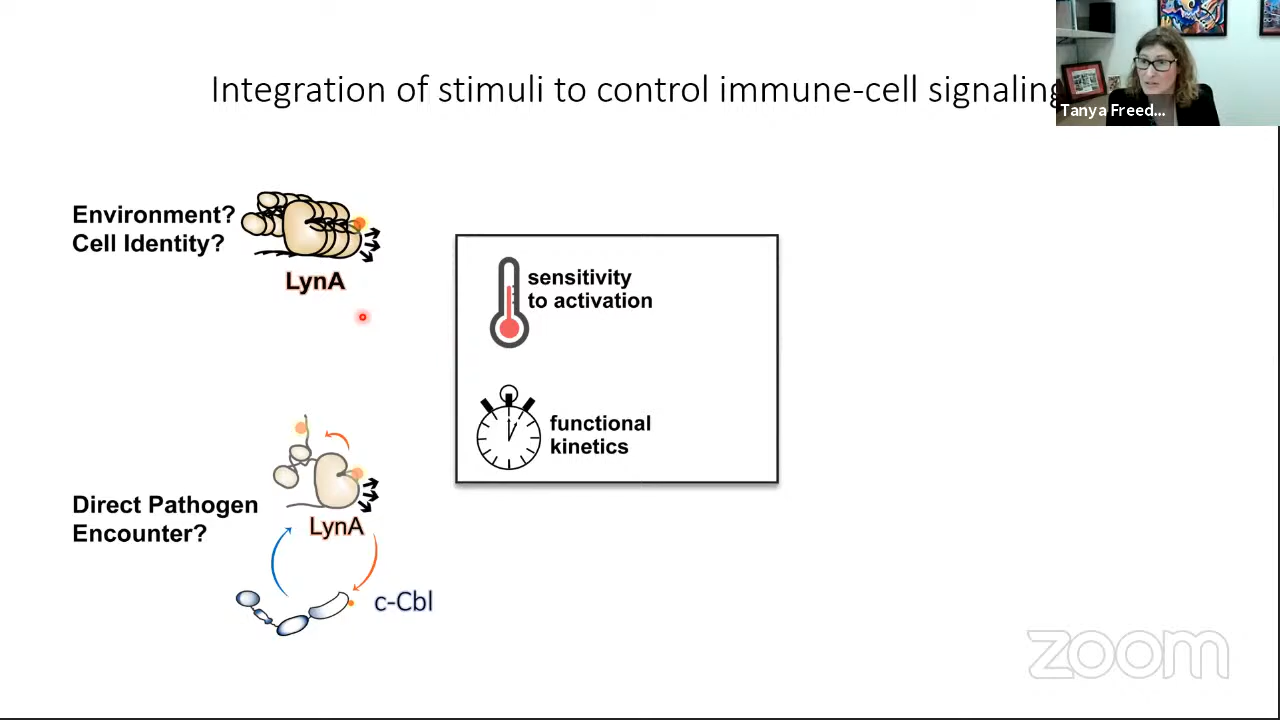 Integration of stimuli to control immune-cell signaling
Tanya Freed...
Environment?
Cell Identity?
LynA
sensitivity
to activation
functional
kinetics
Direct Pathogen
Encounter?
LynA
c-Cbl
zoom